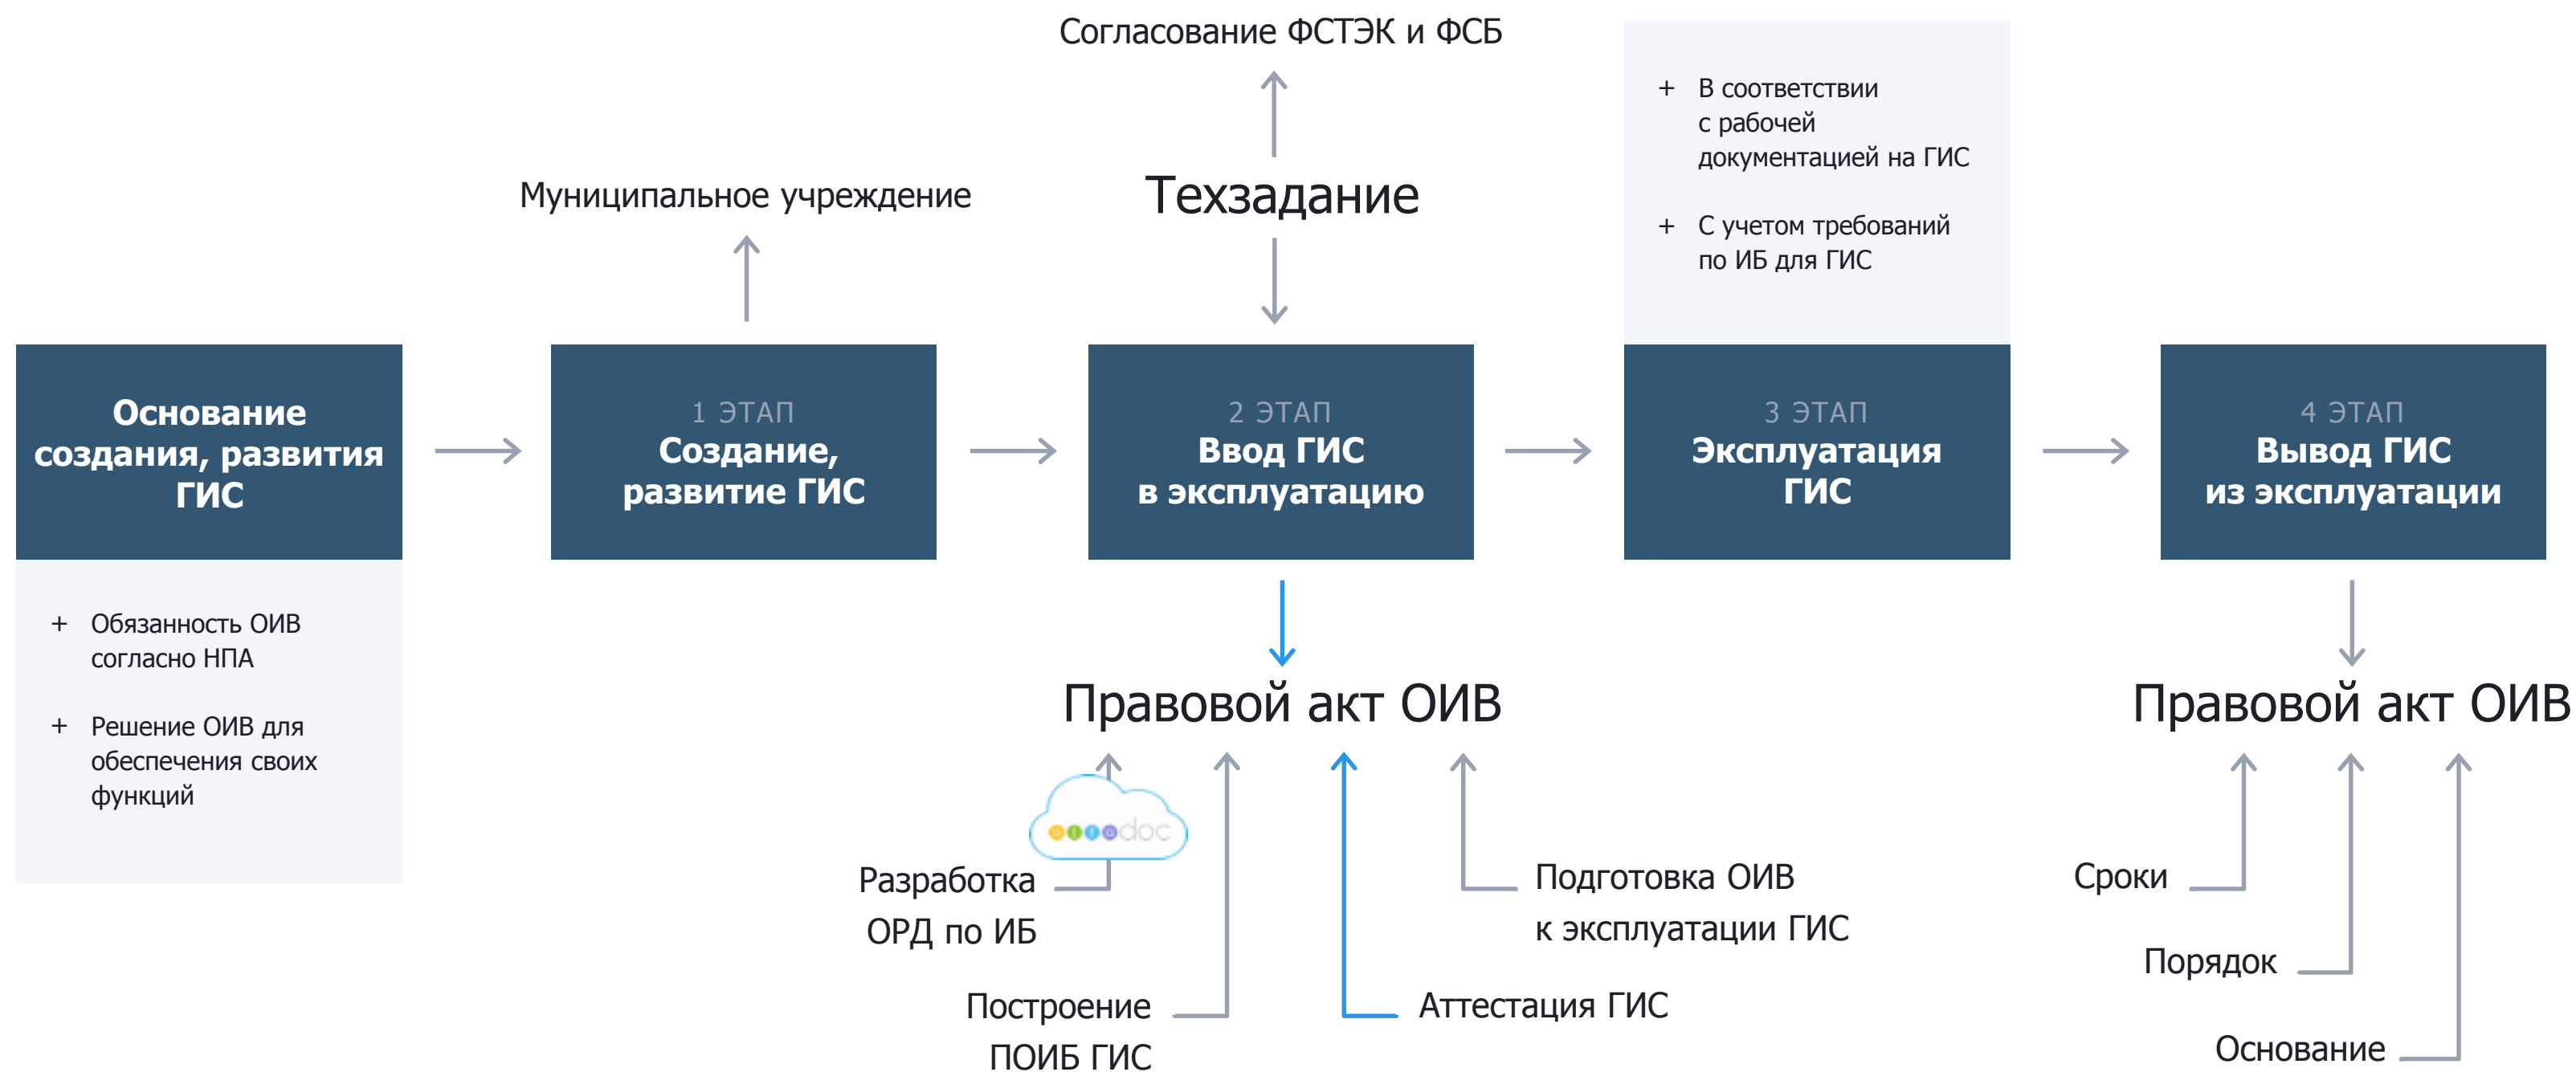 Согласование ФСТЭК и ФСБ
Муниципальное учреждение
Техзадание
+ В соответствии
с рабочей
документацией на ГИС
+ С учетом требований
по ИБ для ГИС
Основание
создания, развития
ГИС
+ Обязанность ОИВ
согласно НПА
+ Решение ОИВ для
обеспечения своих
функций
1 ЭТАП
Создание,
развитие ГИС
2 ЭТАП
Ввод ГИС
в эксплуатацию
3 ЭТАП
Эксплуатация
ГИС
4 ЭТАП
Вывод ГИС
из эксплуатации
Правовой акт ОИВ
alfadoc
Разработка
ОРД по ИБ
Построение
ПОИБ ГИС
Аттестация ГИС
Подготовка ОИВ
к эксплуатации ГИС
Правовой акт ОИВ
Сроки
Порядок
Основание